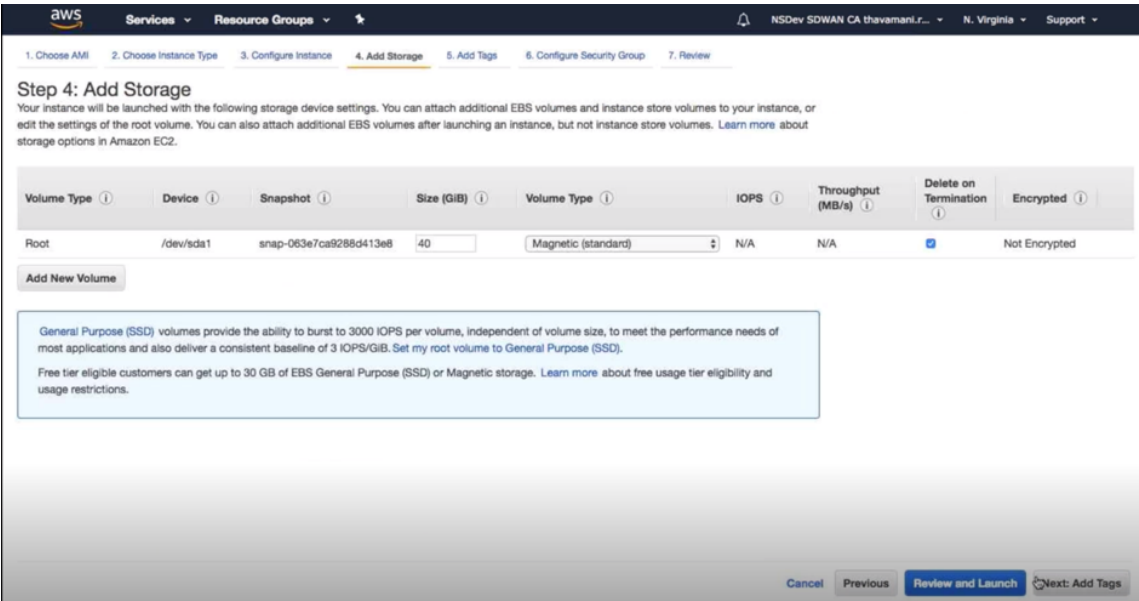 aws Services Resource Groups NSDev SDWAN CA thavamani.r... N. Virginia Support
1. Choose AMI 2. Choose Instance Type 3. Configure Instance 4. Add Storage 5. Add Tags 6. Configure Security Group 7. Review
Step 4: Add Storage
Your instance will be launched with the following storage device settings. You can attach additional EBS volumes and instance store volumes to your instance, or
edit the settings of the root volume. You can also attach additional EBS volumes after launching an instance, but not instance store volumes. Learn more about
storage options in Amazon EC2.
Volume Type Device Snapshot Size (GiB) Volume Type IOPS Throughput (MB/s) Delete on Termination Encrypted
Root /dev/sda1 snap-063e7ca9288d413e8 40 Magnetic (standard) N/A N/A Not Encrypted
Add New Volume
General Purpose (SSD) volumes provide the ability to burst to 3000 IOPS per volume, independent of volume size, to meet the performance needs of
most applications and also deliver a consistent baseline of 3 IOPS/GiB. Set my root volume to General Purpose (SSD).
Free tier eligible customers can get up to 30 GB of EBS General Purpose (SSD) or Magnetic storage. Learn more about free usage tier eligibility and
usage restrictions.
Cancel Previous Review and Launch Next: Add Tags